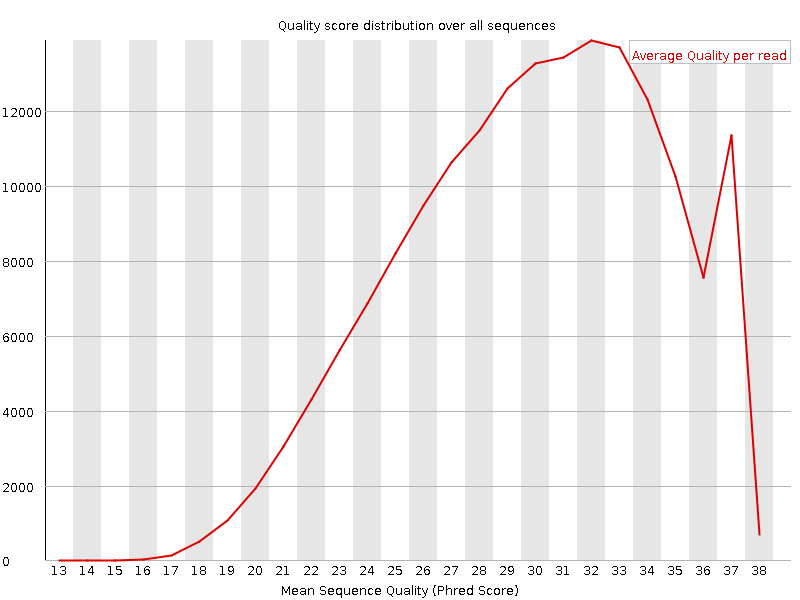 Quality score distribution over all sequences
Average Quality per read
12000
10000
8000
6000
4000
2000
0
13 14 15 16 17 18 19 20 21 22 23 24 25 26 27 28 29 30 31 32 33 34 35 36 37 38
Mean Sequence Quality (Phred Score)